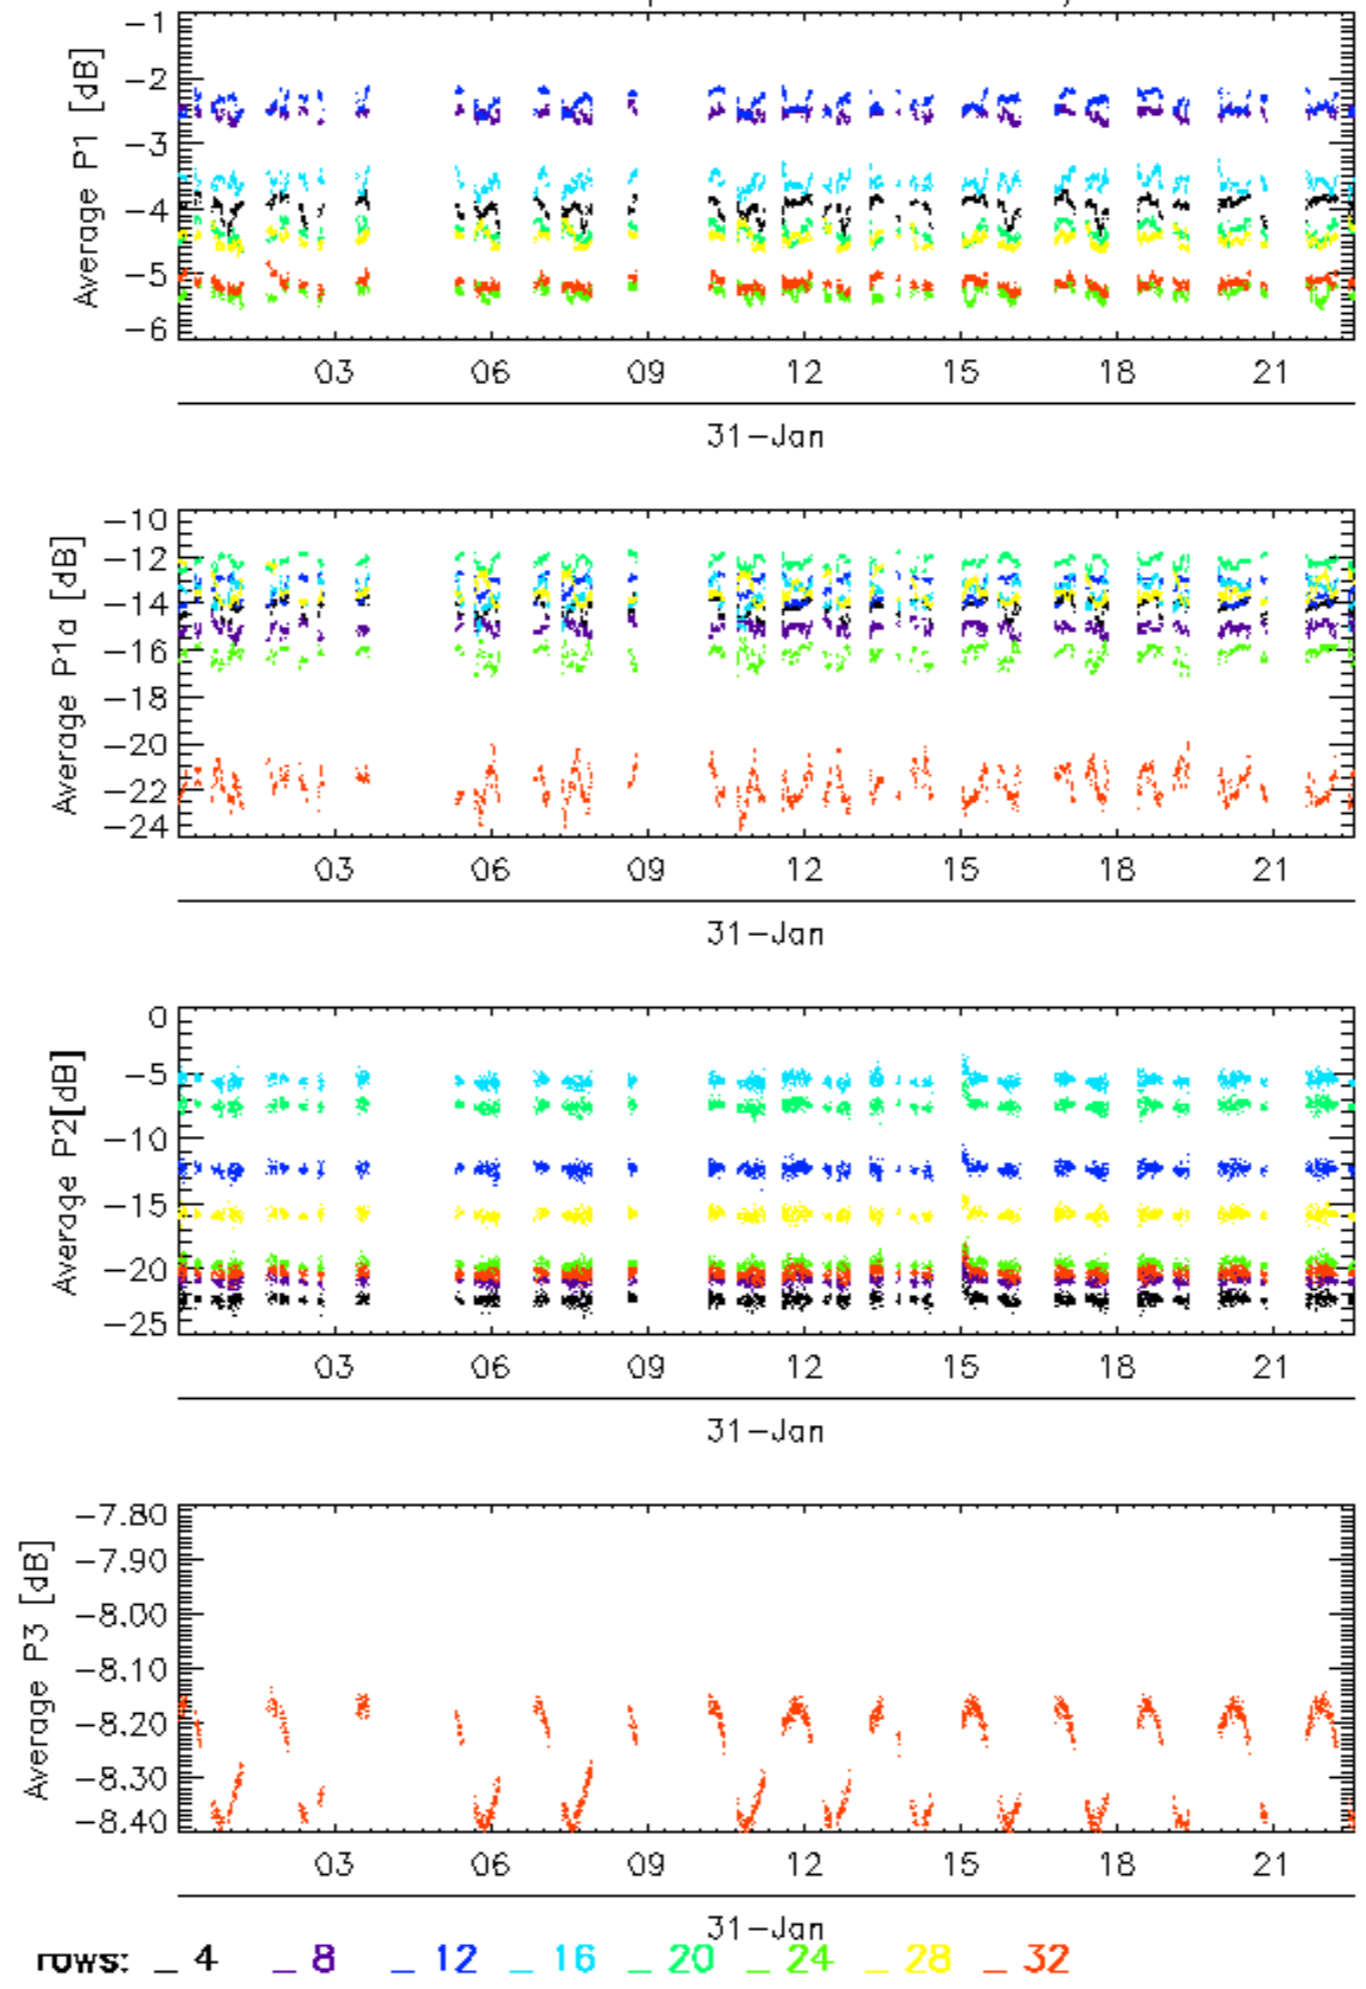 -1
-2
-3
-4
-5
-6
Average P1 [dB]
03 06 09 12 15 18 21
31-Jan
-10
-12
-14
-16
-18
-20
-22
-24
Average P1a [dB]
03 06 09 12 15 18 21
31-Jan
0
-5
-10
-15
-20
-25
Average P2[dB]
03 06 09 12 15 18 21
31-Jan
-7.80
-7.90
-8.00
-8.10
-8.20
-8.30
-8.40
Average P3 [dB]
03 06 09 12 15 18 21
31-Jan
rows: _ 4 _ 8 _ 12 _ 16 _ 20 _ 24 _ 28 _ 32